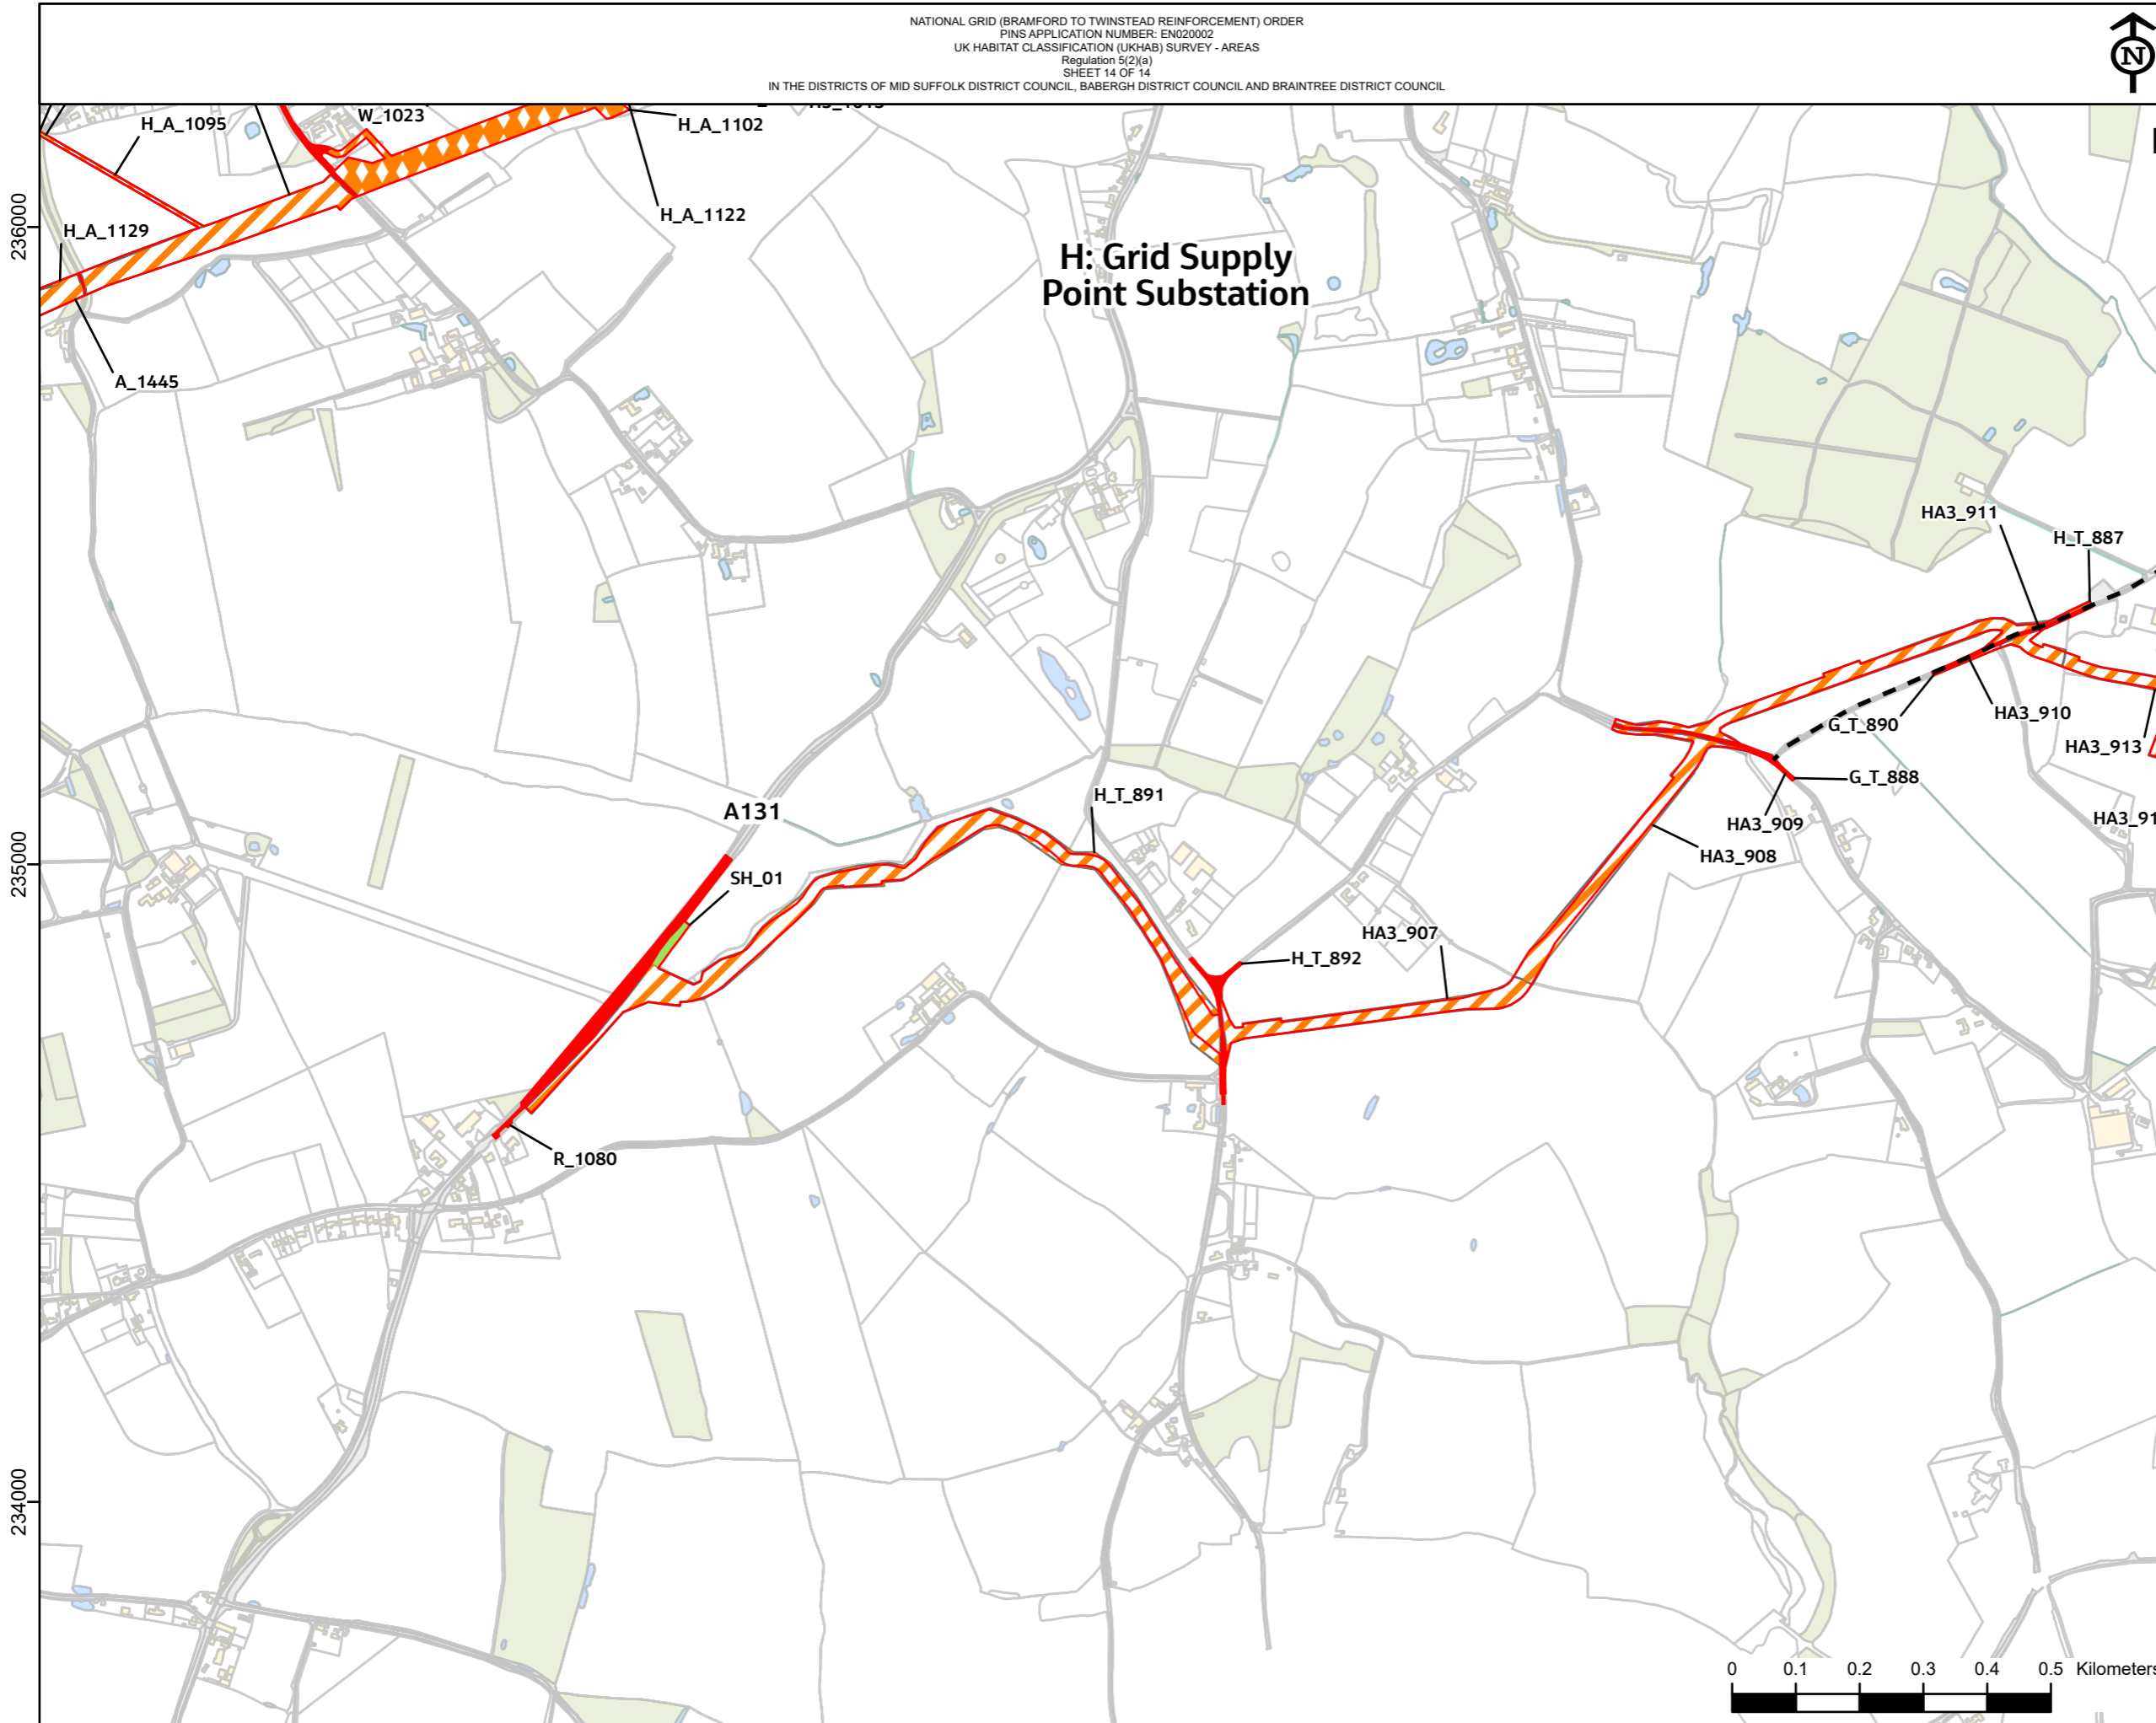 NATIONAL GRID (BRAMFORD TO TWINSTEAD REINFORCEMENT) ORDER
PINS APPLICATION NUMBER: EN020002
UK HABITAT CLASSIFICATION (UKHAB) SURVEY - AREAS
Regulation 5(2)(a)
SHEET 14 OF 14
IN THE DISTRICTS OF MID SUFFOLK DISTRICT COUNCIL, BABERGH DISTRICT COUNCIL AND BRAINTREE DISTRICT COUNCIL
N
W_1023
H_A_1095
H_A_1102
H_A_1122
H_A_1129
236000
H: Grid Supply
Point Substation
A_1445
HA3_911
H_T_887
G_T_890
HA3_910
HA3_913
G_T_888
H_T_891
A131
HA3_909
HA3_91
HA3_908
235000
SH_01
HA3_907
H_T_892
R_1080
234000
0 0.1 0.2 0.3 0.4 0.5 Kilometers